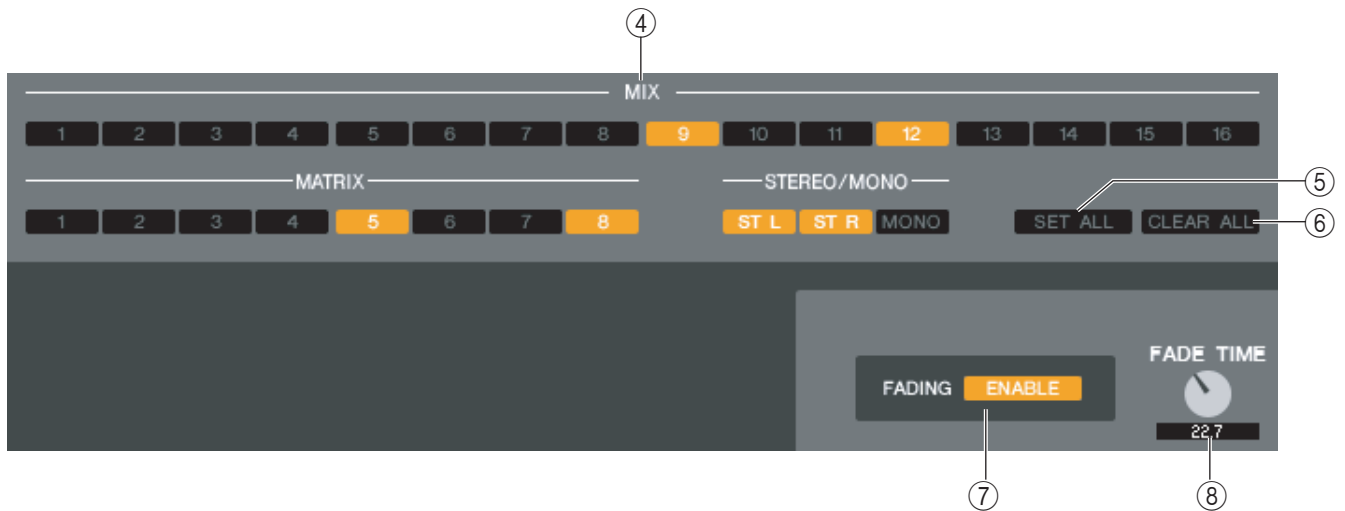 ④
MIX
1 2 3 4 5 6 7 8 9 10 11 12 13 14 15 16
MATRIX STEREO/MONO
1 2 3 4 5 6 7 8 ST L ST R MONO SET ALL CLEAR ALL
⑤
⑥
FADE TIME
FADING ENABLE
22.7
⑦ ⑧